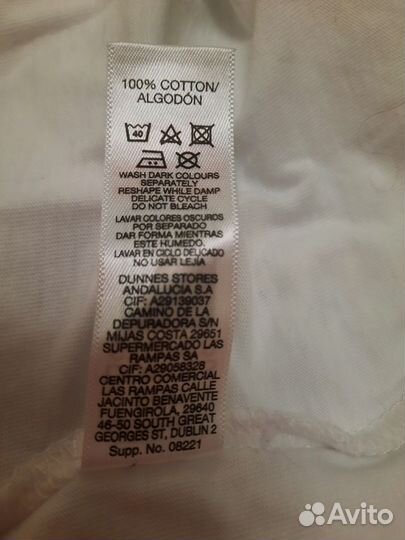 100% COTTON/
ALGODÓN
40
WASH DARK COLOURS
SEPARATELY
RESHAPE WHILE DAMP
DELICATE CYCLE
DO NOT BLEACH
LAVAR COLORES OSCUROS
POR SEPARADO
DAR FORMA MIENTRAS
ESTE HUMEDO.
LAVAR EN CICLO DELICADO
NO USAR LEJÍA
DUNNES STORES
ANDALUCIA S.A
CIF: A29139037
CAMINO DE LA
DEPURADORA S/N
MIJAS COSTA 29651
SUPERMERCADO LAS
RAMPAS SA
CIF: A29058328
CENTRO COMERCIAL
LAS RAMPAS CALLE
JACINTO BENAVENTE
FUENGIROLA, 29640
46-50 SOUTH GREAT
GEORGES ST, DUBLIN 2
Supp. No. 08221
Avito